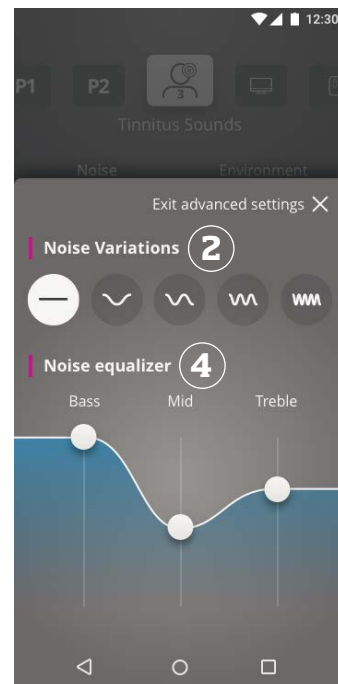 12:30
P1 P2 3
Tinnitus Sounds
Noise Environment
Exit advanced settings
Noise Variations 2
Noise equalizer 4
Bass Mid Treble